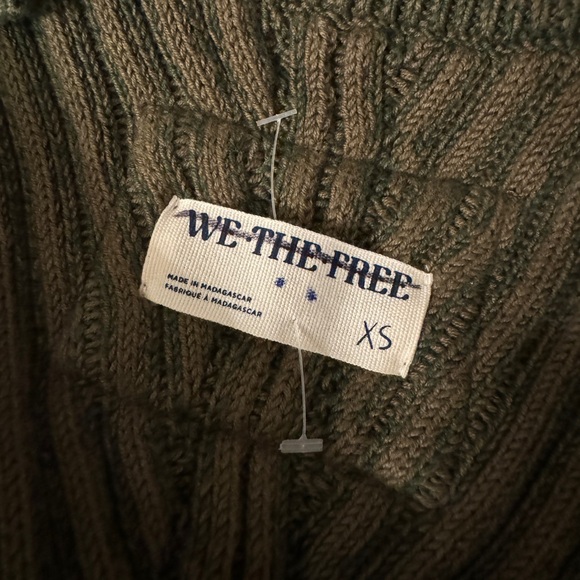 WE·THE·FREE
MADE IN MADAGASCAR
FABRIQUÉ À MADAGASCAR
XS